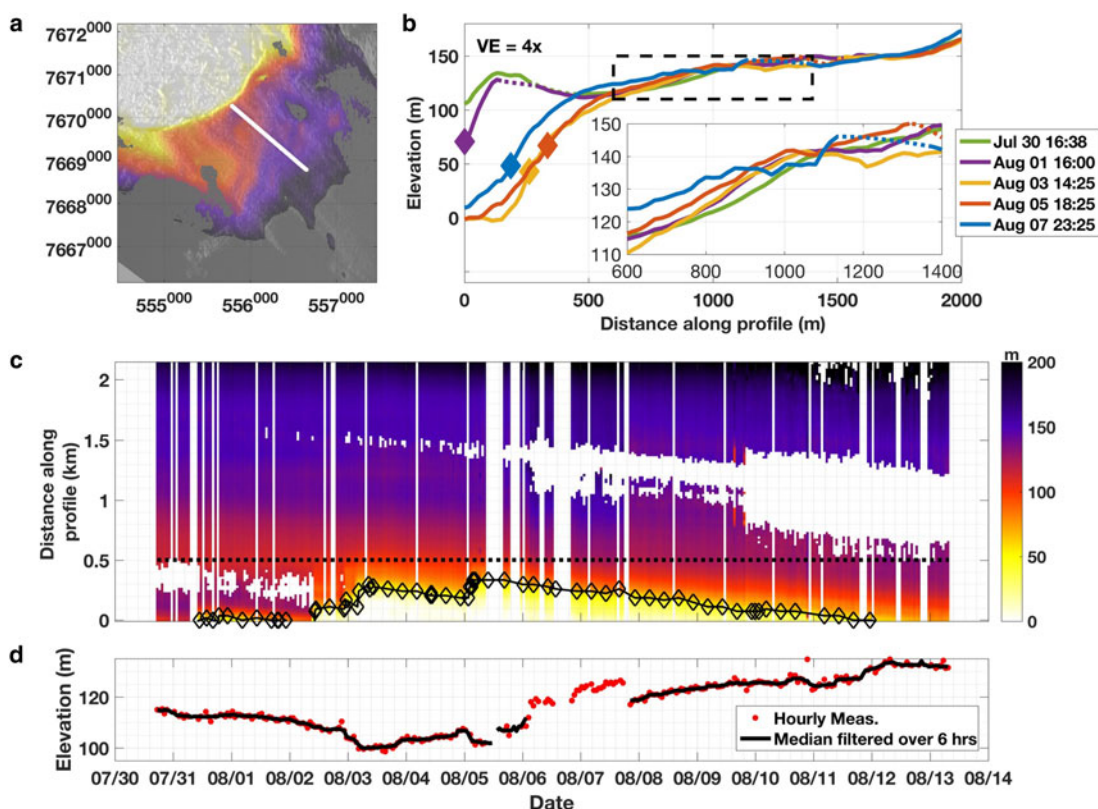 a
7672⁰⁰⁰
7671⁰⁰⁰
7670⁰⁰⁰
7669⁰⁰⁰
7668⁰⁰⁰
7667⁰⁰⁰
555⁰⁰⁰ 556⁰⁰⁰ 557⁰⁰⁰
b
VE = 4x
Elevation (m)
150
100
50
0
0 500 1000 1500 2000
Distance along profile (m)
150
140
130
120
110
600 800 1000 1200 1400
Jul 30 16:38
Aug 01 16:00
Aug 03 14:25
Aug 05 18:25
Aug 07 23:25
c
Distance along
profile (km)
2
1.5
1
0.5
0
m
200
150
100
50
0
d
Elevation (m)
120
100
Hourly Meas.
Median filtered over 6 hrs
07/30 07/31 08/01 08/02 08/03 08/04 08/05 08/06 08/07 08/08 08/09 08/10 08/11 08/12 08/13 08/14
Date